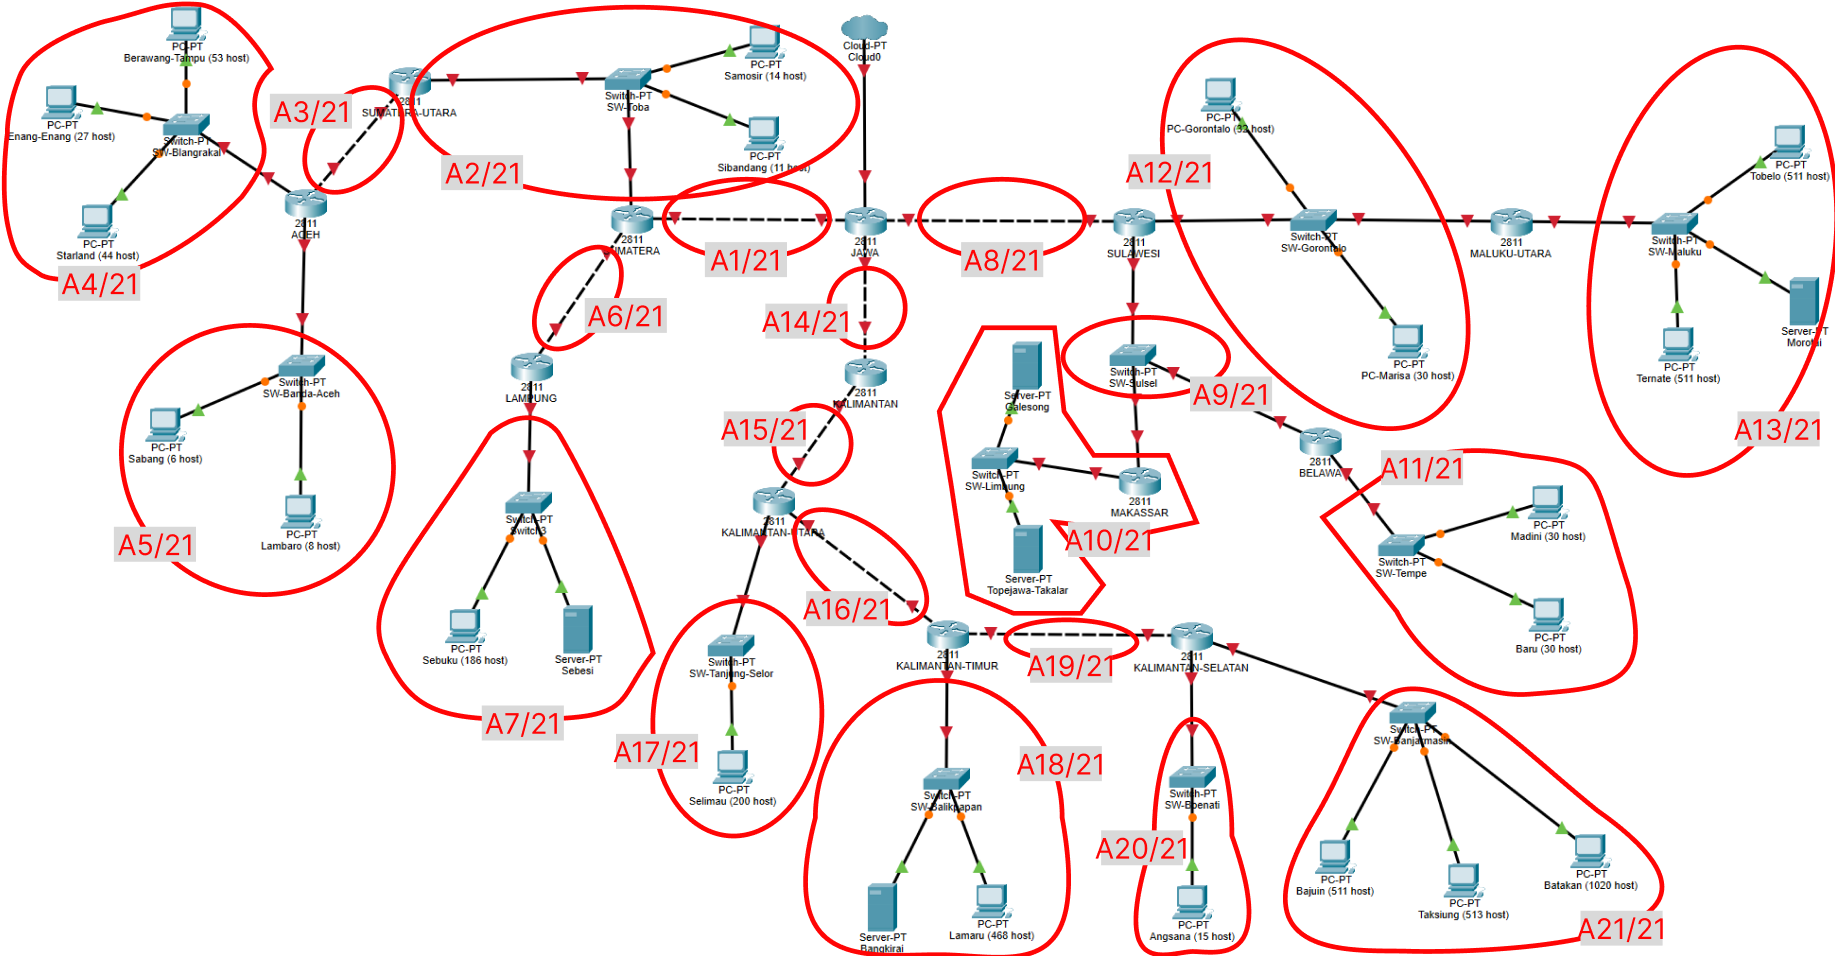 PC-PT
Berawang-Tampu (53 host)
PC-PT
Enang-Enang (27 host)
Switch-PT
SW-Blangrakal
PC-PT
Starland (44 host)
A4/21
2811
ACEH
A3/21
2811
SUMATERA-UTARA
Switch-PT
SW-Toba
PC-PT
Samosir (14 host)
PC-PT
Sibandang (11 host)
A2/21
Cloud-PT
Cloud0
2811
SUMATERA
A1/21
2811
JAWA
A8/21
2811
SULAWESI
A12/21
PC-PT
PC-Gorontalo (32 host)
Switch-PT
SW-Gorontalo
PC-PT
PC-Marisa (30 host)
2811
MALUKU-UTARA
PC-PT
Tobelo (511 host)
Switch-PT
SW-Maluku
Server-PT
Morotai
PC-PT
Ternate (511 host)
A13/21
A6/21
2811
LAMPUNG
A14/21
2811
KALIMANTAN
A15/21
Switch-PT
SW-Banda-Aceh
PC-PT
Sabang (6 host)
PC-PT
Lambaro (8 host)
A5/21
Switch-PT
Switch3
PC-PT
Sebuku (186 host)
Server-PT
Sebesi
A7/21
2811
KALIMANTAN-UTARA
A16/21
Server-PT
Galesong
Switch-PT
SW-Limpung
Server-PT
Topejawa-Takalar
2811
MAKASSAR
A10/21
Switch-PT
SW-Sulsel
A9/21
2811
BELAWA
A11/21
PC-PT
Madini (30 host)
Switch-PT
SW-Tempe
PC-PT
Baru (30 host)
Switch-PT
SW-Tanjung-Selor
PC-PT
Selimau (200 host)
A17/21
2811
KALIMANTAN-TIMUR
A19/21
2811
KALIMANTAN-SELATAN
A18/21
Switch-PT
SW-Balikpapan
Server-PT
Bangkirai
PC-PT
Lamaru (468 host)
Switch-PT
SW-Boenati
A20/21
PC-PT
Angsana (15 host)
Switch-PT
SW-Banjarmasin
PC-PT
Bajuin (511 host)
PC-PT
Taksiung (513 host)
PC-PT
Batakan (1020 host)
A21/21